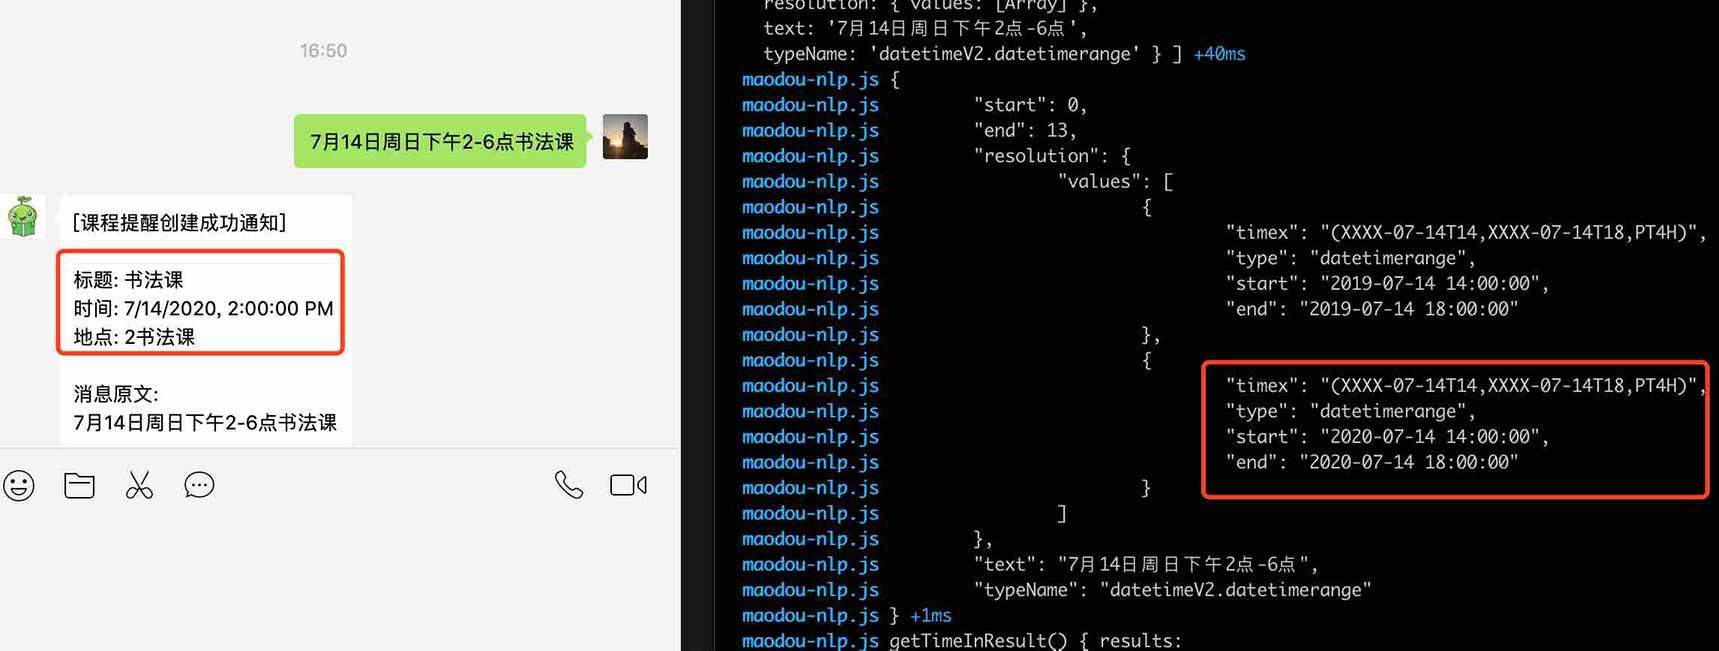 16:50
7月14日周日下午2-6点书法课
[课程提醒创建成功通知]
标题: 书法课
时间: 7/14/2020, 2:00:00 PM
地点: 2书法课
消息原文:
7月14日周日下午2-6点书法课
resolution: { values: [Array] },
text: '7月14日周日下午2点-6点',
typeName: 'datetimeV2.datetimerange' } ] +40ms
maodou-nlp.js {
maodou-nlp.js "start": 0,
maodou-nlp.js "end": 13,
maodou-nlp.js "resolution": {
maodou-nlp.js "values": [
maodou-nlp.js {
maodou-nlp.js "timex": "(XXXX-07-14T14,XXXX-07-14T18,PT4H)",
maodou-nlp.js "type": "datetimerange",
maodou-nlp.js "start": "2019-07-14 14:00:00",
maodou-nlp.js "end": "2019-07-14 18:00:00"
maodou-nlp.js },
maodou-nlp.js {
maodou-nlp.js "timex": "(XXXX-07-14T14,XXXX-07-14T18,PT4H)",
maodou-nlp.js "type": "datetimerange",
maodou-nlp.js "start": "2020-07-14 14:00:00",
maodou-nlp.js "end": "2020-07-14 18:00:00"
maodou-nlp.js }
maodou-nlp.js ]
maodou-nlp.js },
maodou-nlp.js "text": "7月14日周日下午2点-6点",
maodou-nlp.js "typeName": "datetimeV2.datetimerange"
maodou-nlp.js } +1ms
maodou-nlp.js getTimeInResult() { results: